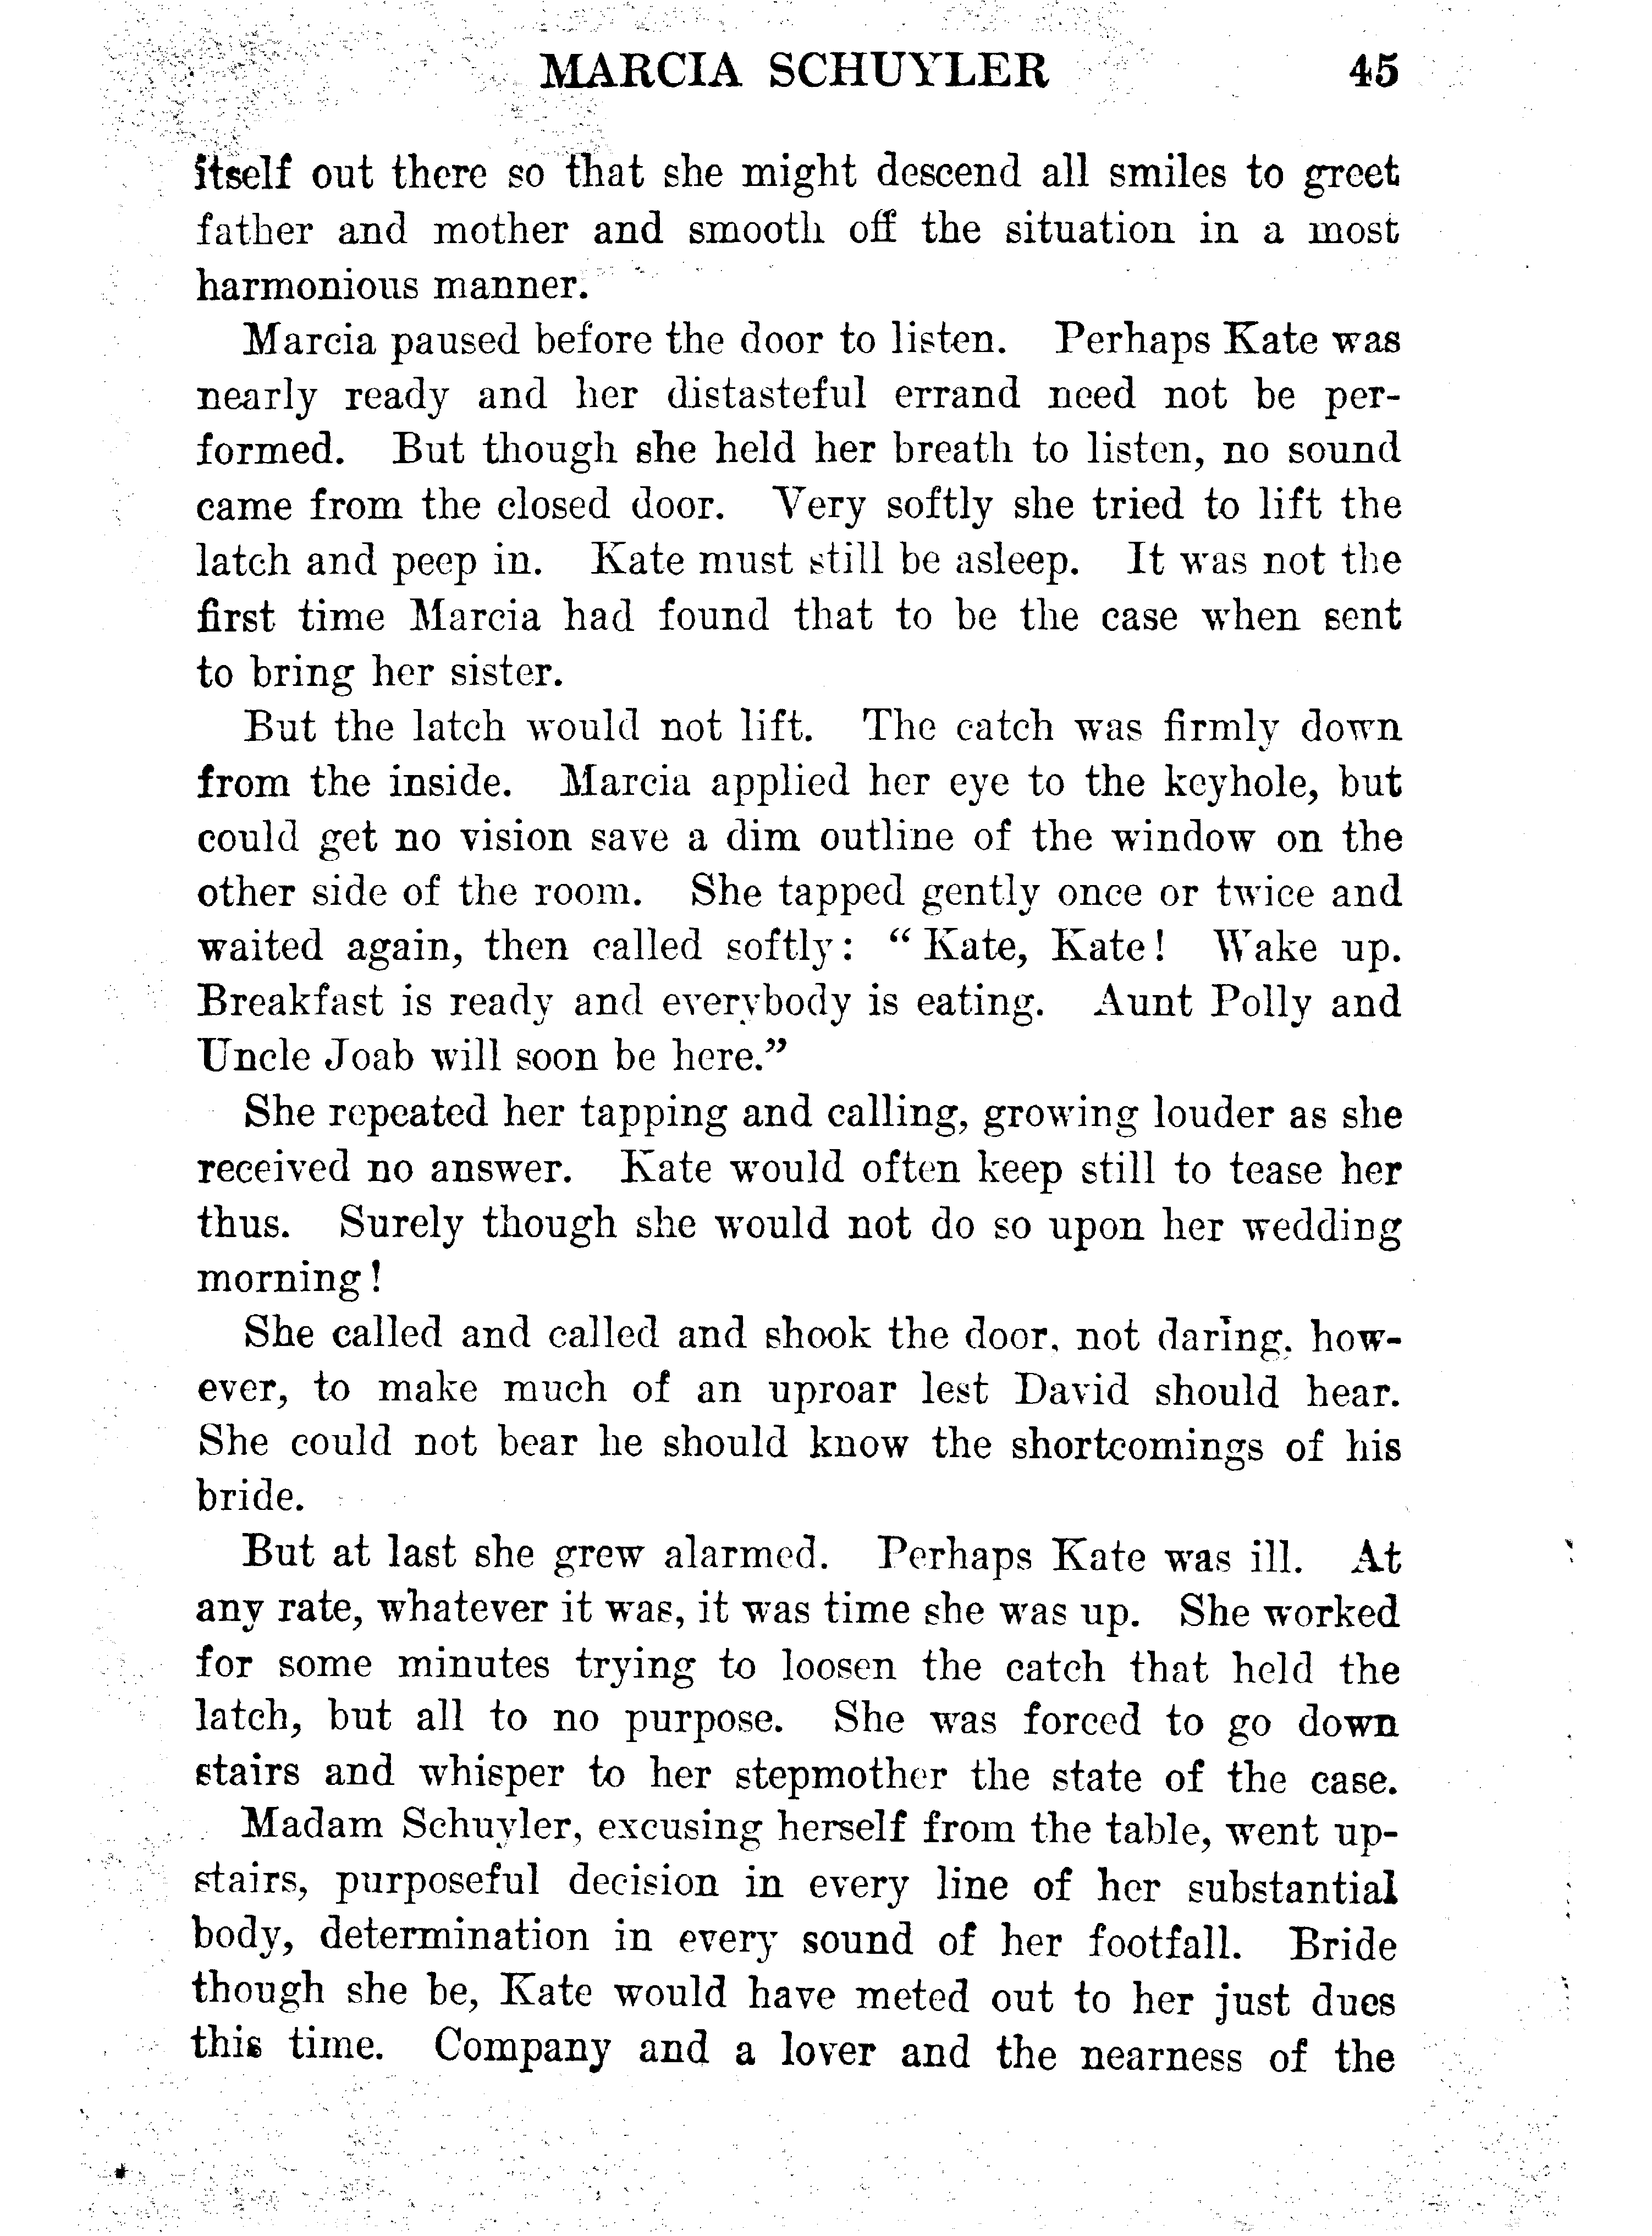 MARCIA SCHUYLER 45
itself out there so that she might descend all smiles to greet
father and mother and smooth off the situation in a most
harmonious manner.
Marcia paused before the door to listen. Perhaps Kate was
nearly ready and her distasteful errand need not be per-
formed. But though she held her breath to listen, no sound
came from the closed door. Very softly she tried to lift the
latch and peep in. Kate must still be asleep. It was not the
first time Marcia had found that to be the case when sent
to bring her sister.
But the latch would not lift. The catch was firmly down
from the inside. Marcia applied her eye to the keyhole, but
could get no vision save a dim outline of the window on the
other side of the room. She tapped gently once or twice and
waited again, then called softly: “Kate, Kate! Wake up.
Breakfast is ready and everybody is eating. Aunt Polly and
Uncle Joab will soon be here.”
She repeated her tapping and calling, growing louder as she
received no answer. Kate would often keep still to tease her
thus. Surely though she would not do so upon her wedding
morning!
She called and called and shook the door, not daring, how-
ever, to make much of an uproar lest David should hear.
She could not bear he should know the shortcomings of his
bride.
But at last she grew alarmed. Perhaps Kate was ill. At
any rate, whatever it was, it was time she was up. She worked
for some minutes trying to loosen the catch that held the
latch, but all to no purpose. She was forced to go down
stairs and whisper to her stepmother the state of the case.
Madam Schuyler, excusing herself from the table, went up-
stairs, purposeful decision in every line of her substantial
body, determination in every sound of her footfall. Bride
though she be, Kate would have meted out to her just dues
this time. Company and a lover and the nearness of the